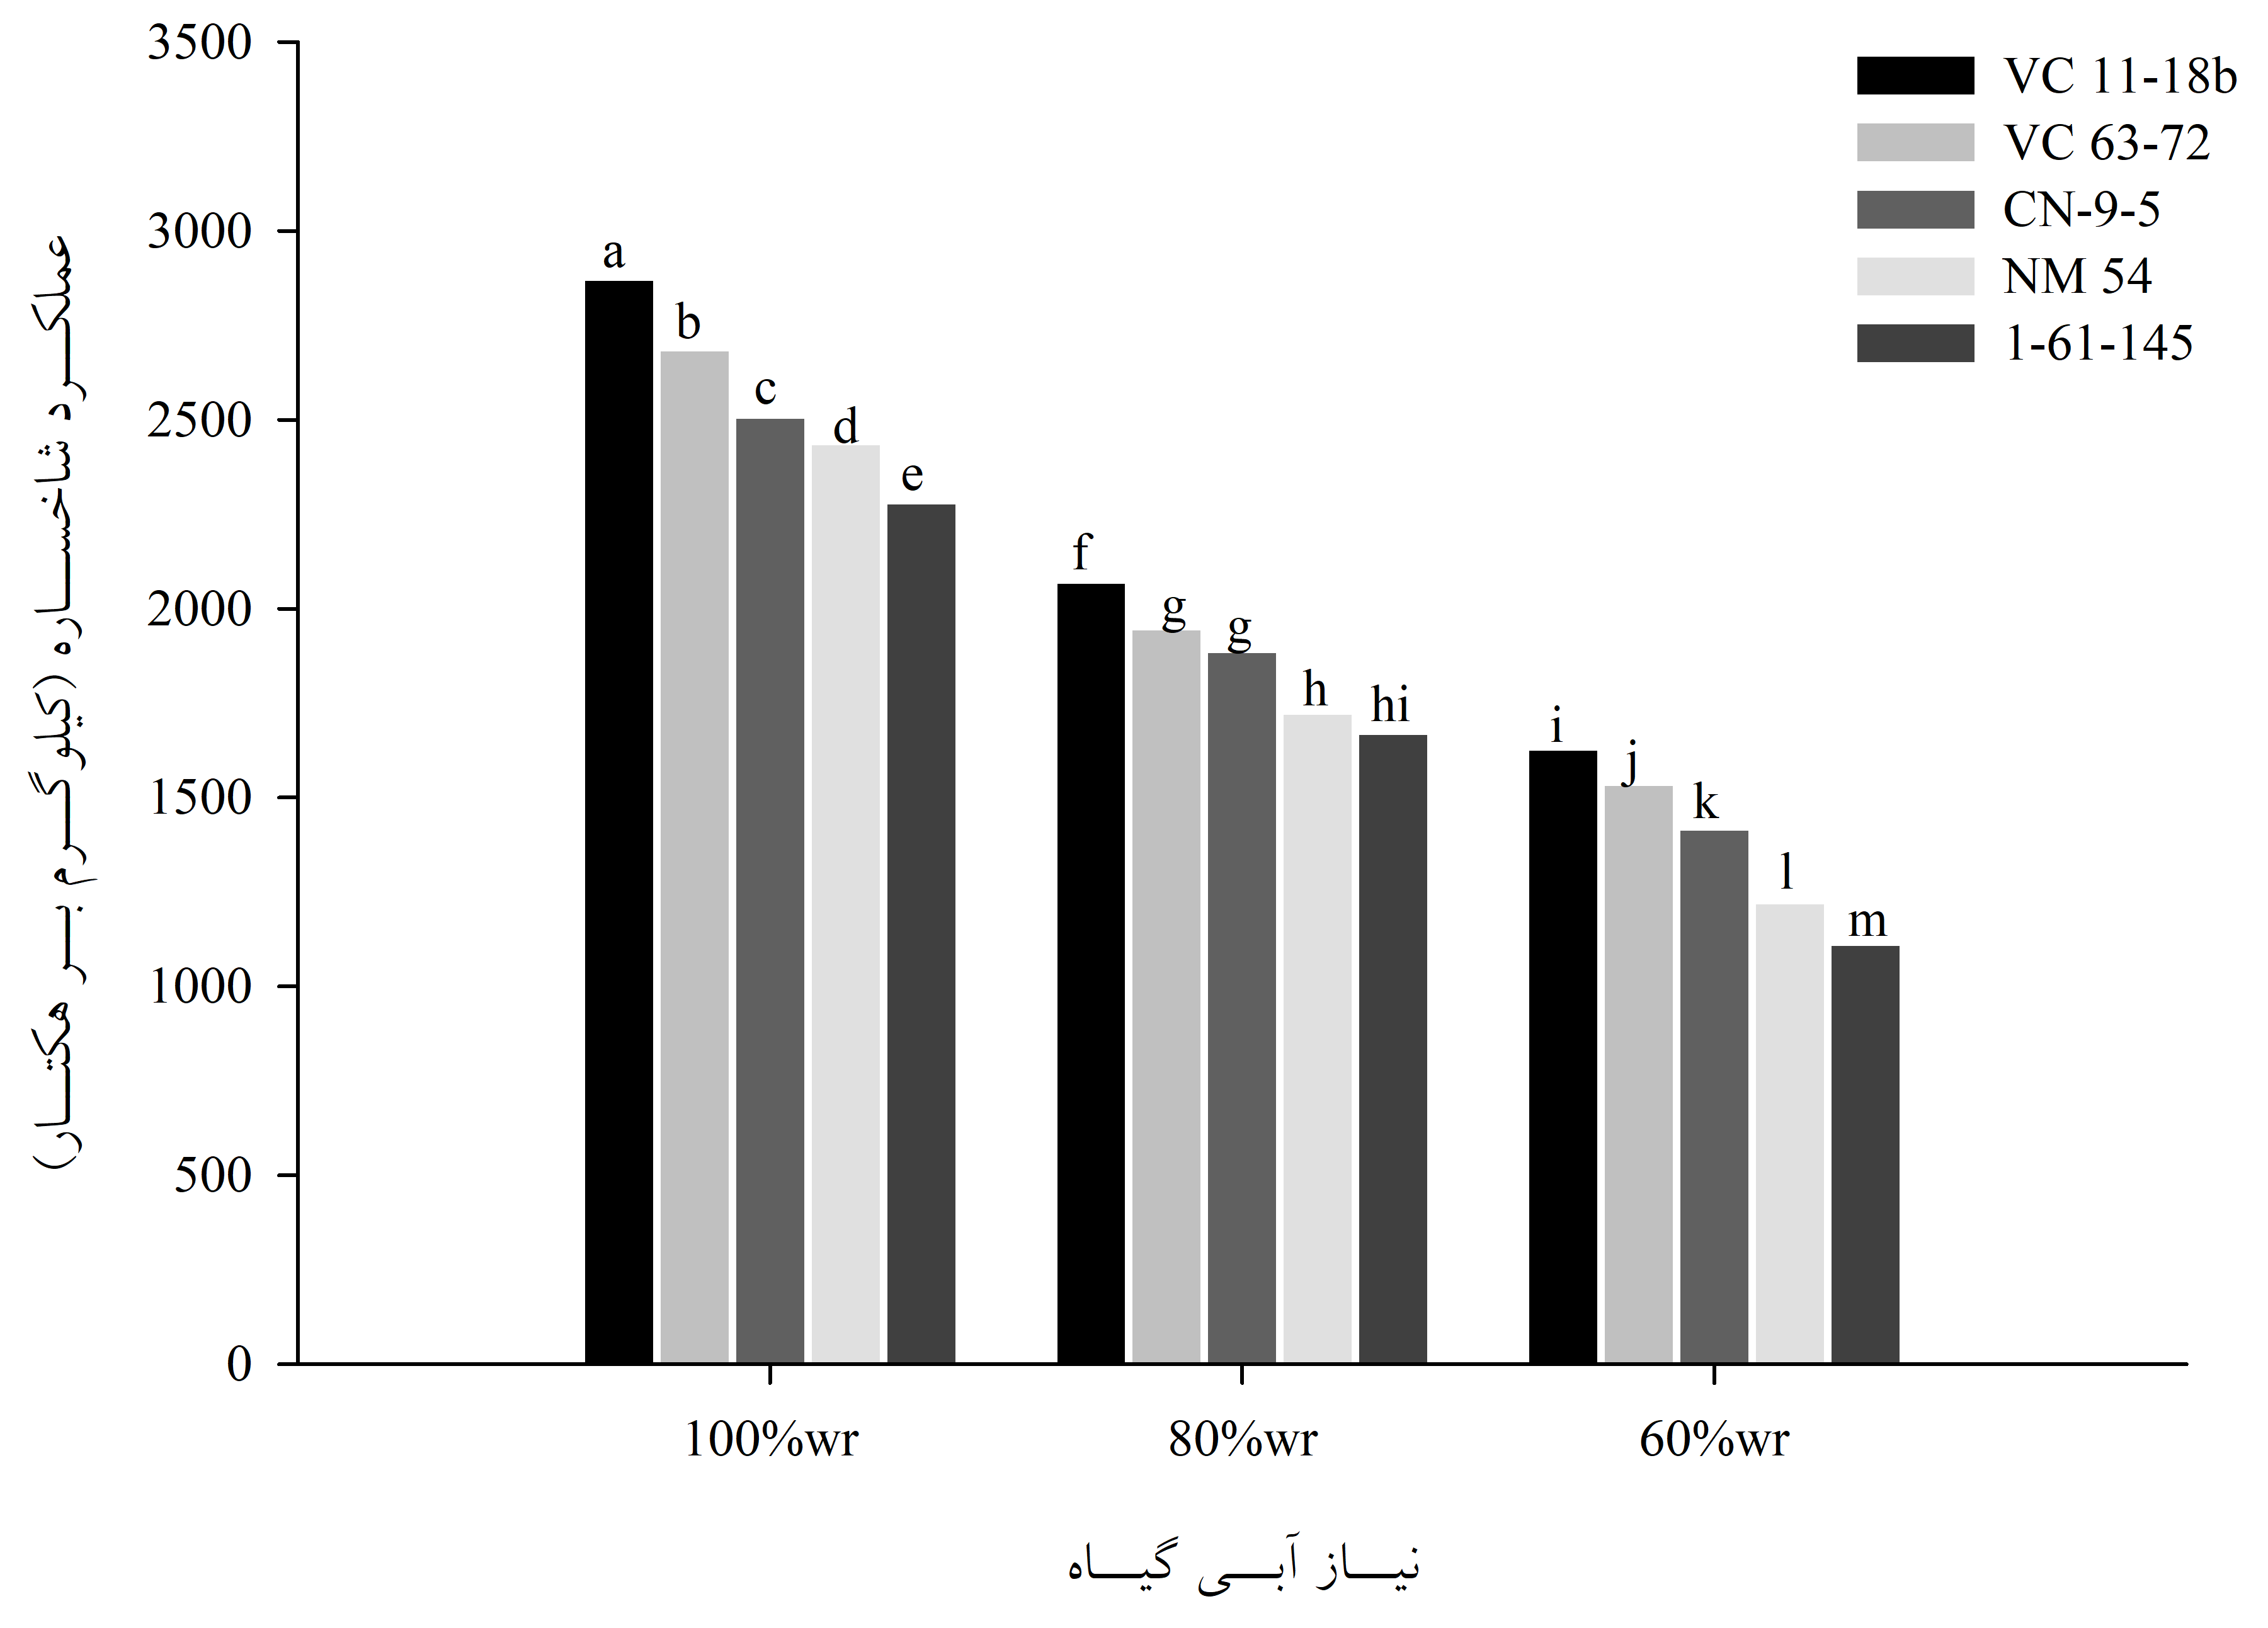 عملکرد شاخساره (کیلوگرم بر هکتار)
3500
3000
2500
2000
1500
1000
500
0
VC 11-18b
VC 63-72
CN-9-5
NM 54
1-61-145
a
b
c
d
e
f
g
g
h
hi
i
j
k
l
m
100%wr
80%wr
60%wr
نیاز آبی گیاه